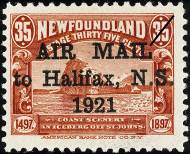 NEWFOUNDLAND
35 POSTAGE THIRTY FIVE CENTS 35
AIR MAIL
to Halifax, N.S.
1921
1497 1897
COAST SCENERY
AN ICEBERG OFF ST. JOHNS
AMERICAN BANK NOTE CO. N.Y.